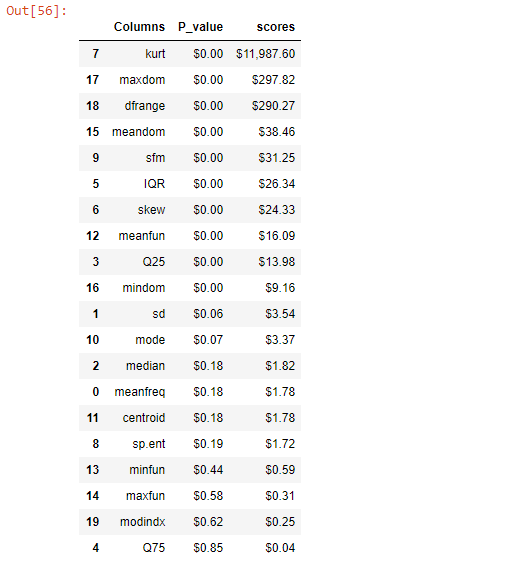 Out[56]:
Columns P_value scores
7 kurt $0.00 $11,987.60
17 maxdom $0.00 $297.82
18 dfrange $0.00 $290.27
15 meandom $0.00 $38.46
9 sfm $0.00 $31.25
5 IQR $0.00 $26.34
6 skew $0.00 $24.33
12 meanfun $0.00 $16.09
3 Q25 $0.00 $13.98
16 mindom $0.00 $9.16
1 sd $0.06 $3.54
10 mode $0.07 $3.37
2 median $0.18 $1.82
0 meanfreq $0.18 $1.78
11 centroid $0.18 $1.78
8 sp.ent $0.19 $1.72
13 minfun $0.44 $0.59
14 maxfun $0.58 $0.31
19 modindx $0.62 $0.25
4 Q75 $0.85 $0.04